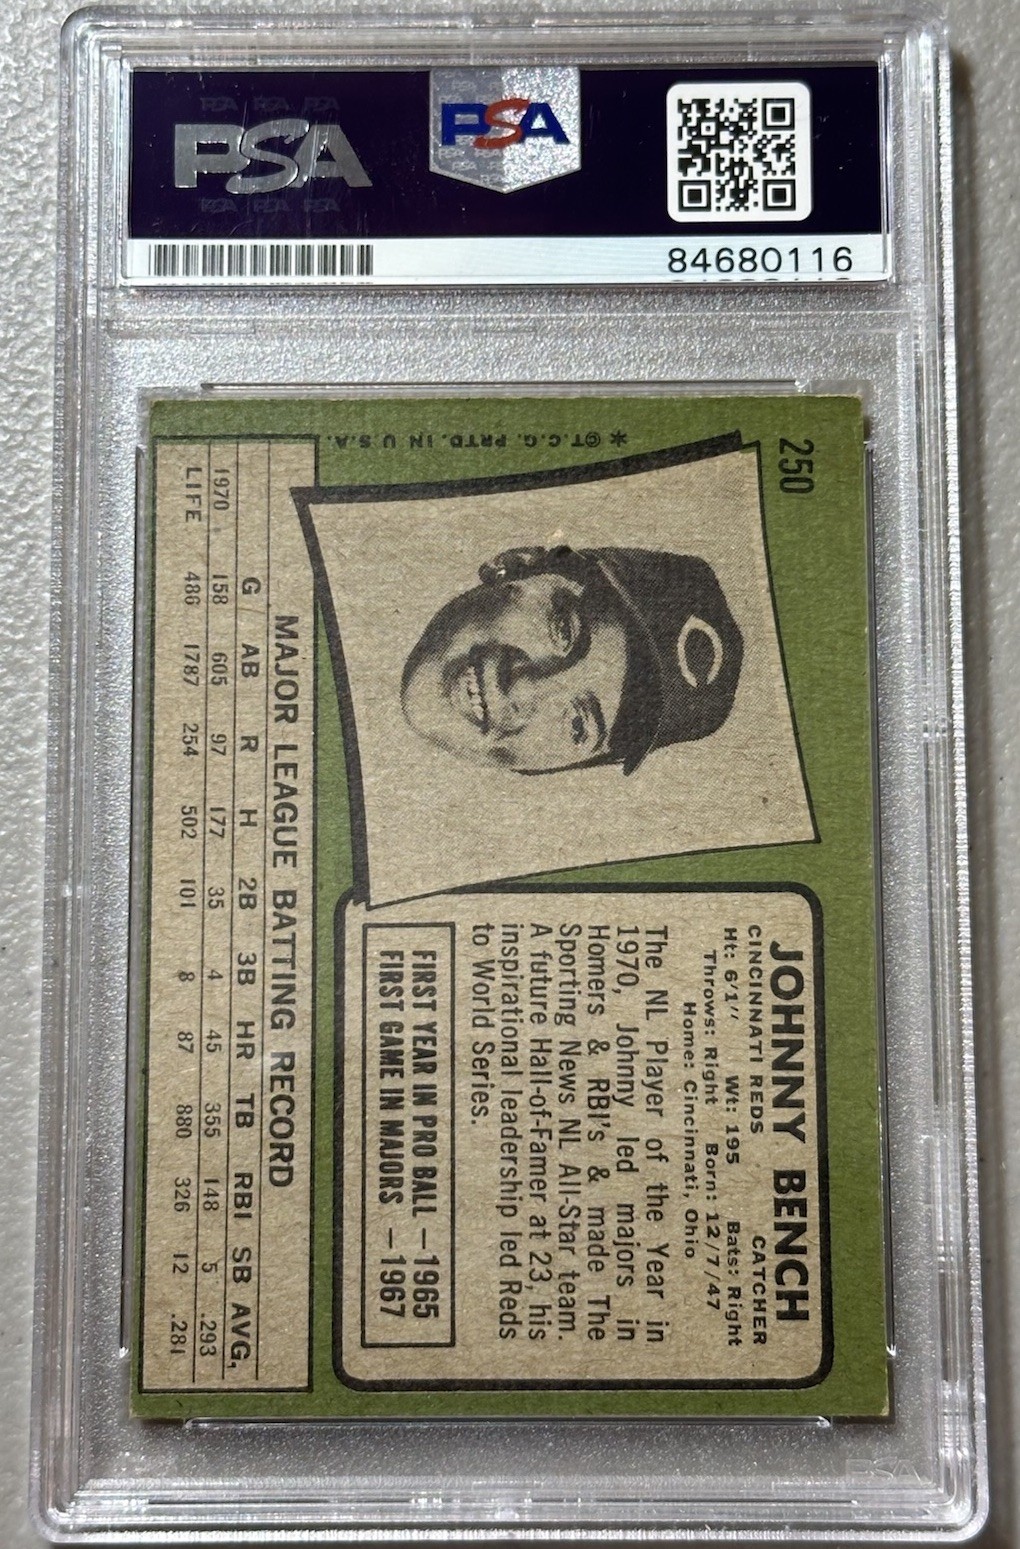 PSA
PSA
84680116
250
* © T.C.G. PRTD. IN U.S.A.
C
JOHNNY BENCH
CINCINNATI REDS CATCHER
Ht: 6'1" Wt: 195 Bats: Right
Throws: Right Born: 12/7/47
Home: Cincinnati, Ohio
The NL Player of the Year in
1970, Johnny led majors in
Homers & RBI's & made The
Sporting News NL All-Star team.
A future Hall-of-Famer at 23, his
inspirational leadership led Reds
to World Series.
FIRST YEAR IN PRO BALL — 1965
FIRST GAME IN MAJORS — 1967
MAJOR LEAGUE BATTING RECORD
G AB R H 2B 3B HR TB RBI SB AVG.
1970 158 605 97 177 35 4 45 355 148 5 .293
LIFE 486 1787 254 502 101 8 87 880 326 12 .281